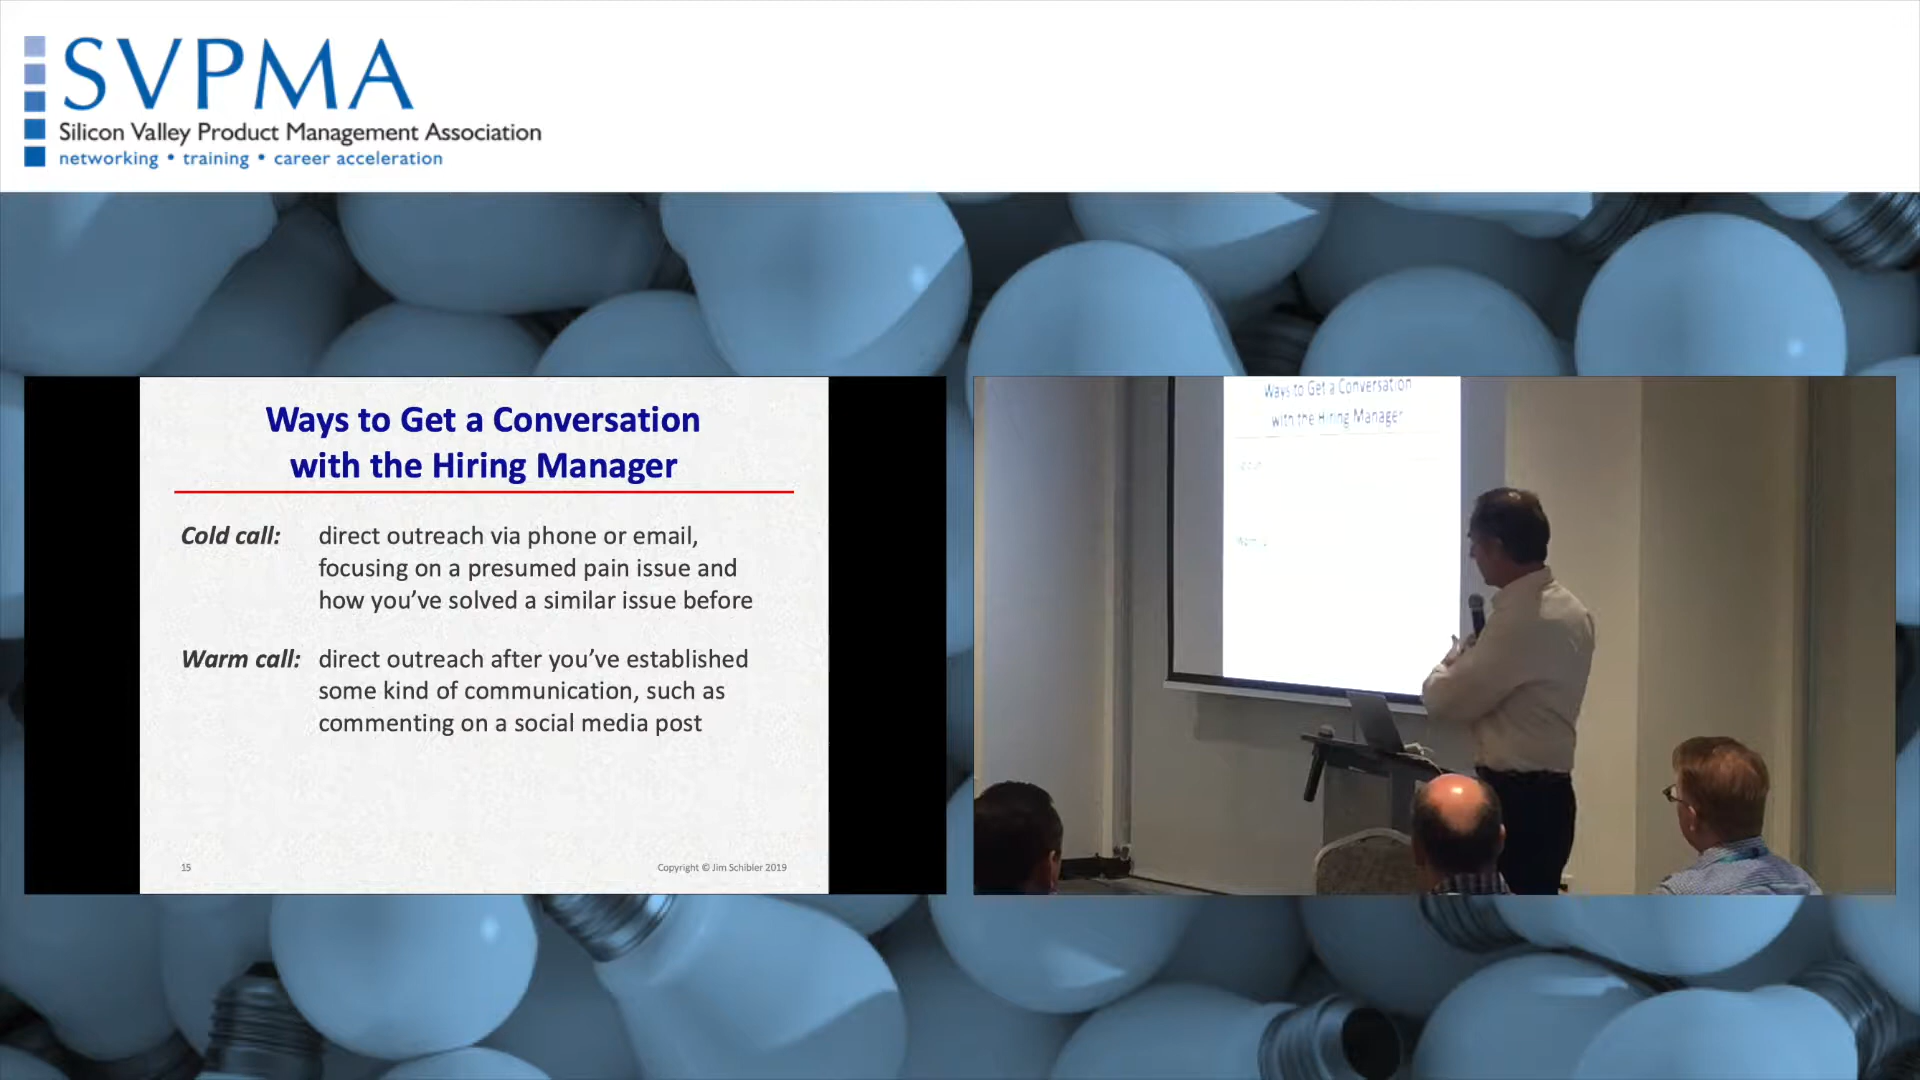 SVPMA
Silicon Valley Product Management Association
networking • training • career acceleration
Ways to Get a Conversation
with the Hiring Manager
Cold call: direct outreach via phone or email,
focusing on a presumed pain issue and
how you've solved a similar issue before
Warm call: direct outreach after you've established
some kind of communication, such as
commenting on a social media post
15
Copyright © Jim Schibler 2019
Ways to Get a Conversation
with the Hiring Manager